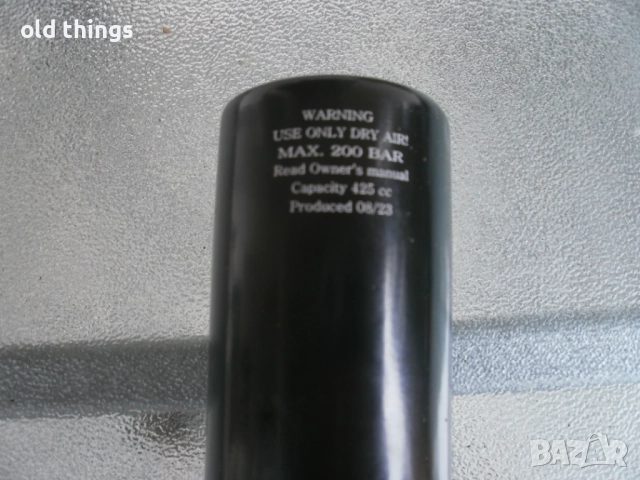 old things
WARNING
USE ONLY DRY AIR!
MAX. 200 BAR
Read Owner's manual
Capacity 425 cc
Produced 08/23
BAZAR